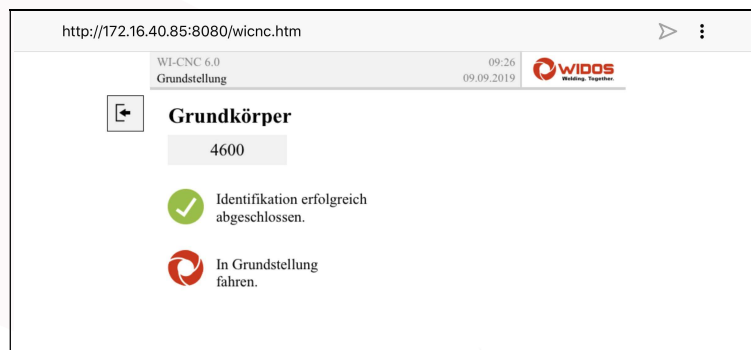 http://172.16.40.85:8080/wicnc.htm
WI-CNC 6.0
09:26
Grundstellung
09.09.2019
WIDOS
Welding. Together.
Grundkörper
4600
Identifikation erfolgreich
abgeschlossen.
In Grundstellung
fahren.